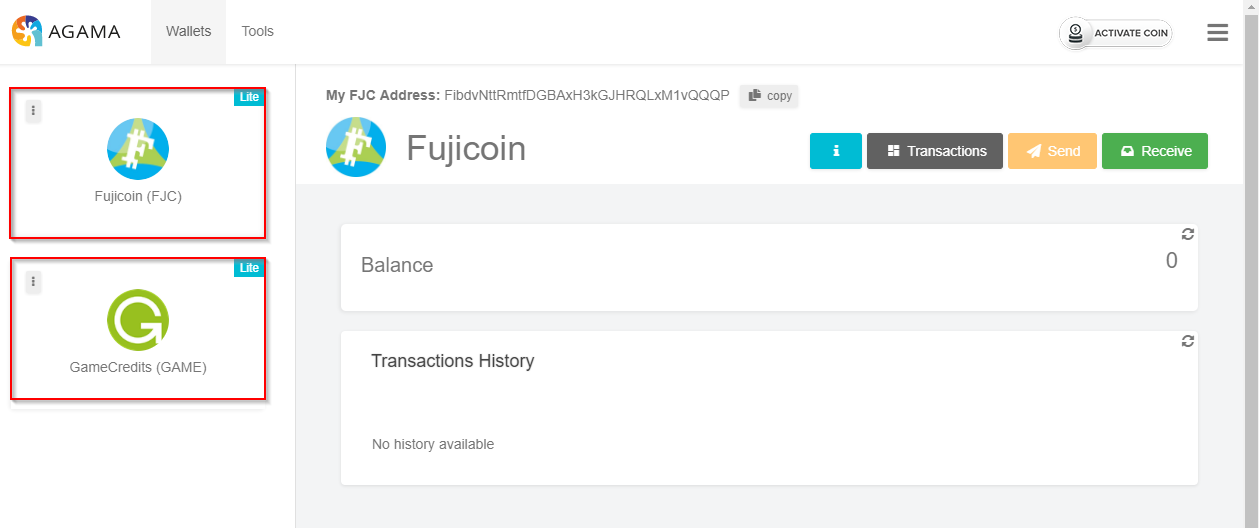 AGAMA
Wallets
Tools
ACTIVATE COIN
Lite
Fujicoin (FJC)
Lite
GameCredits (GAME)
My FJC Address: FibdvNttRmtfDGBAxH3kGJHRQLxM1vQQQP
copy
Fujicoin
Transactions
Send
Receive
Balance
0
Transactions History
No history available